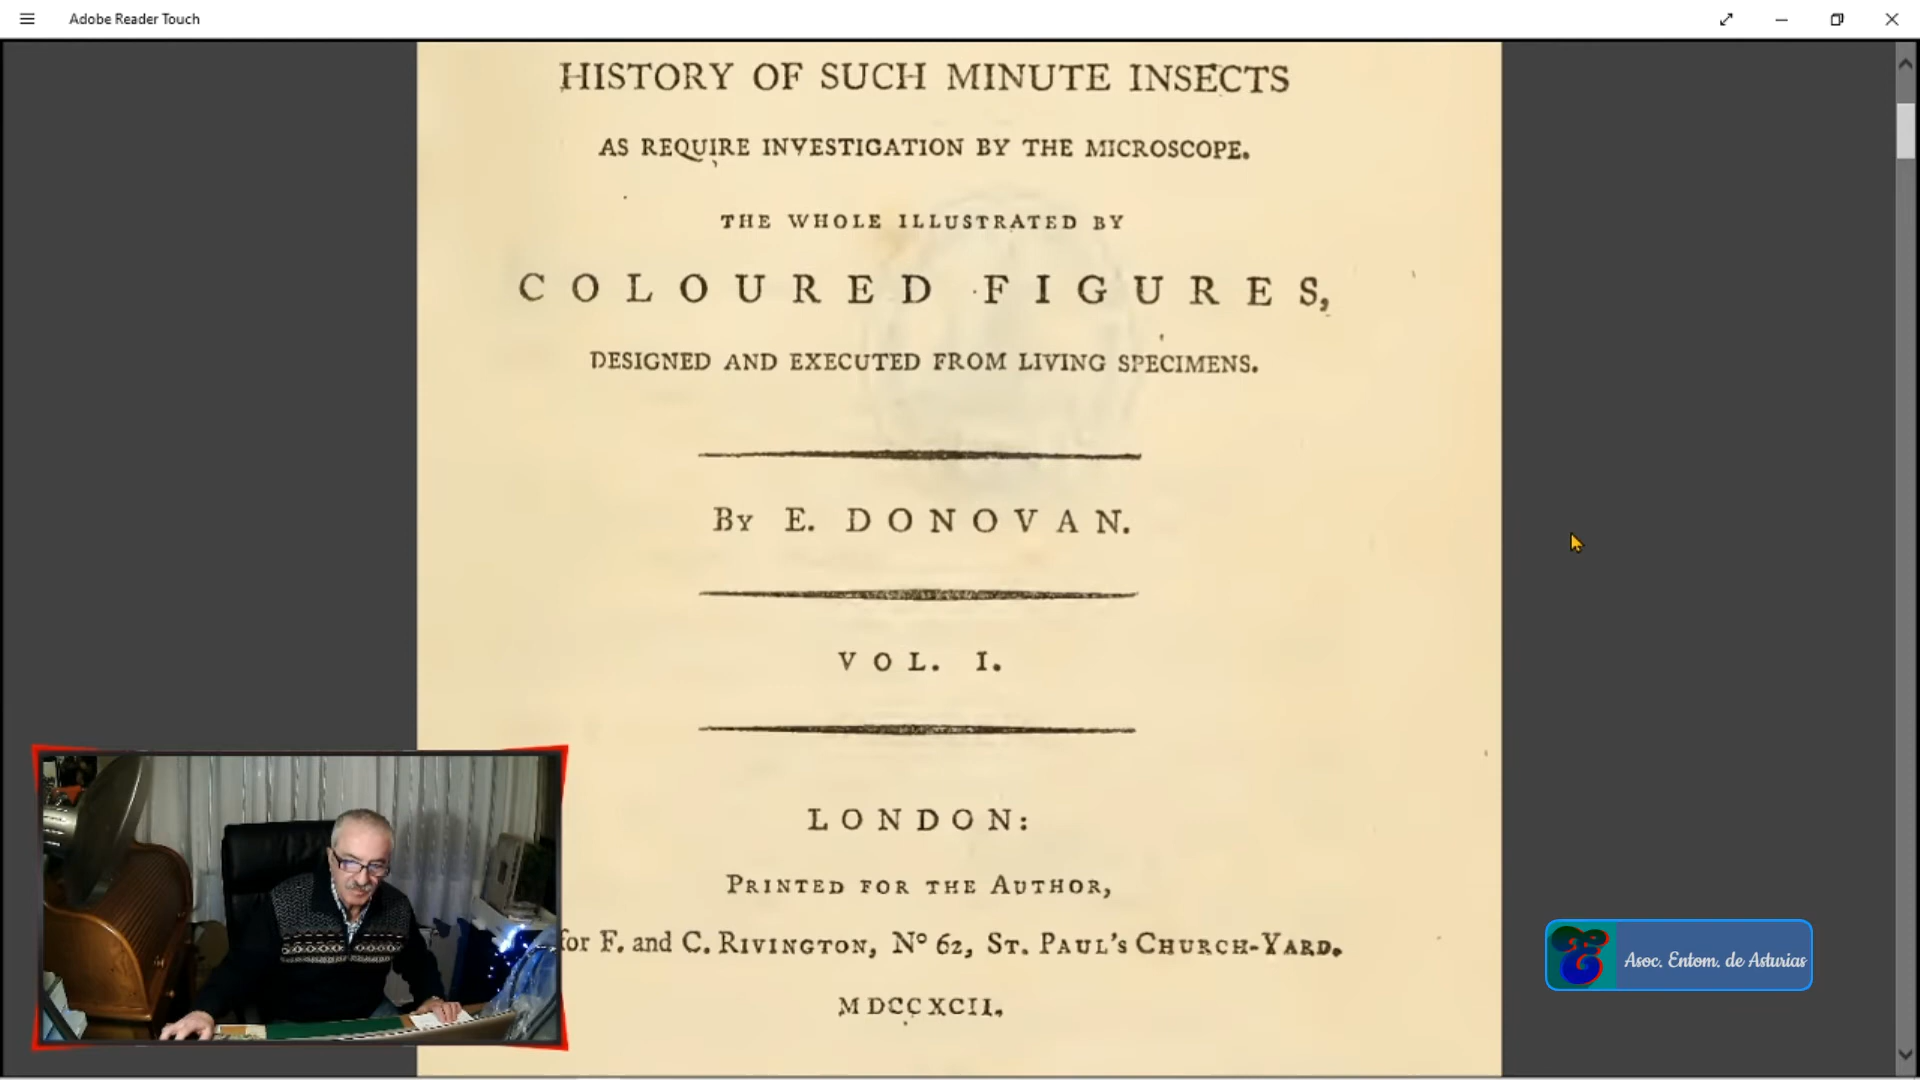 Adobe Reader Touch
HISTORY OF SUCH MINUTE INSECTS
AS REQUIRE INVESTIGATION BY THE MICROSCOPE.
THE WHOLE ILLUSTRATED BY
COLOURED FIGURES,
DESIGNED AND EXECUTED FROM LIVING SPECIMENS.
By E. DONOVAN.
VOL. I.
LONDON:
PRINTED FOR THE AUTHOR,
for F. and C. RIVINGTON, Nº 62, ST. PAUL'S CHURCH-YARD.
MDCCXCII.
Asoc. Entom. de Asturias